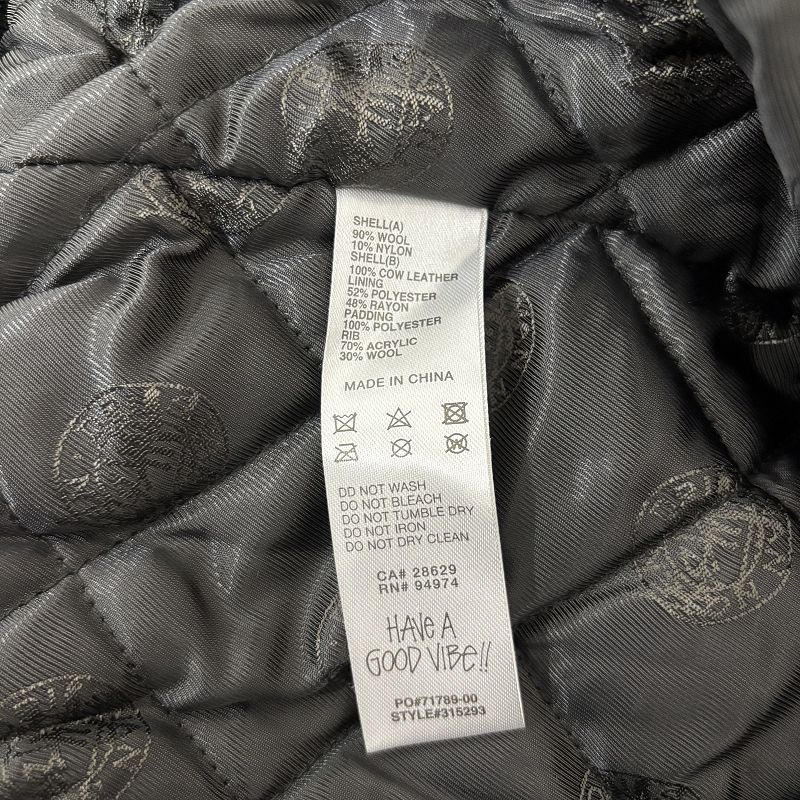 SHELL(A)
90% WOOL
10% NYLON
SHELL(B)
100% COW LEATHER
LINING
52% POLYESTER
48% RAYON
PADDING
100% POLYESTER
RIB
70% ACRYLIC
30% WOOL
MADE IN CHINA
DO NOT WASH
DO NOT BLEACH
DO NOT TUMBLE DRY
DO NOT IRON
DO NOT DRY CLEAN
CA# 28629
RN# 94974
HAVE A
GOOD VIBE!!
PO#71789-00
STYLE#315293